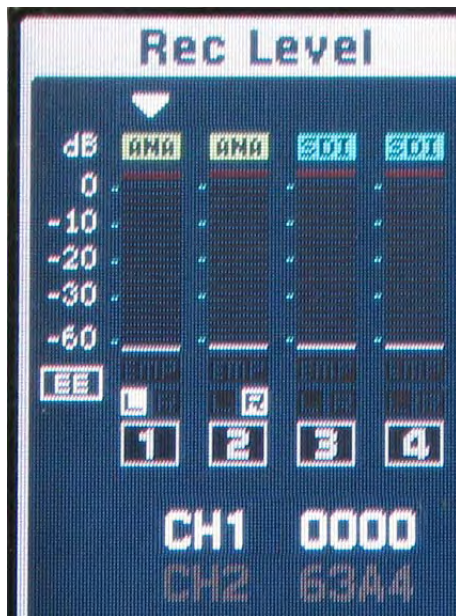 Rec Level
dB ANA ANA SDI SDI
0
-10
-20
-30
-60
EE
L R
1 2 3 4
CH1 0000
CH2 63A4